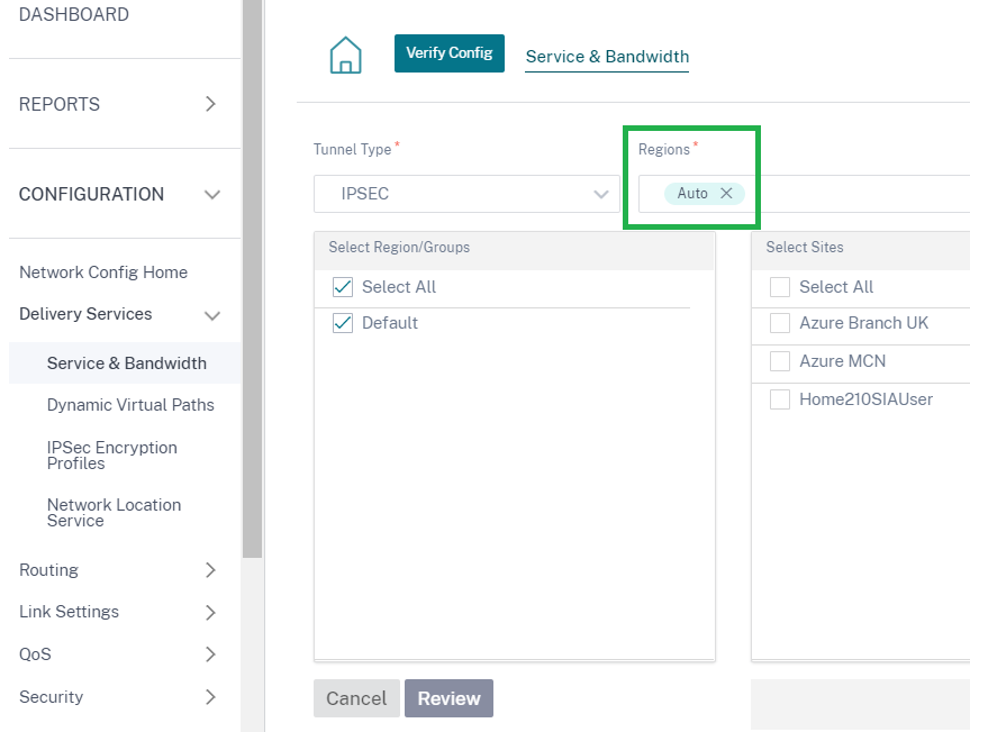 DASHBOARD
REPORTS
CONFIGURATION
Network Config Home
Delivery Services
Service & Bandwidth
Dynamic Virtual Paths
IPSec Encryption
Profiles
Network Location
Service
Routing
Link Settings
QoS
Security
Verify Config
Service & Bandwidth
Tunnel Type*
IPSEC
Regions*
Auto
Select Region/Groups
Select All
Default
Select Sites
Select All
Azure Branch UK
Azure MCN
Home210SIAUser
Cancel
Review